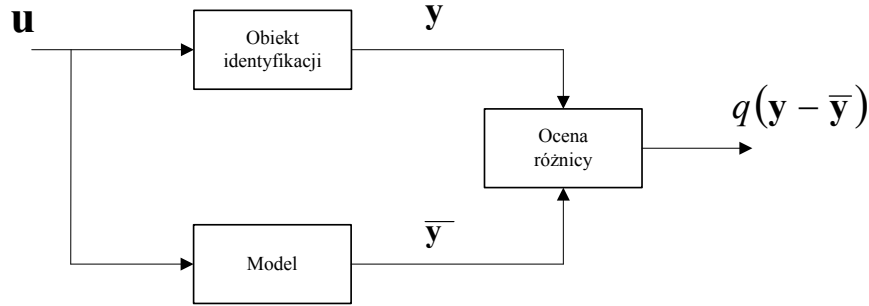 u
Obiekt
identyfikacji
y
Ocena
różnicy
q(y − y̅)
Model
y̅